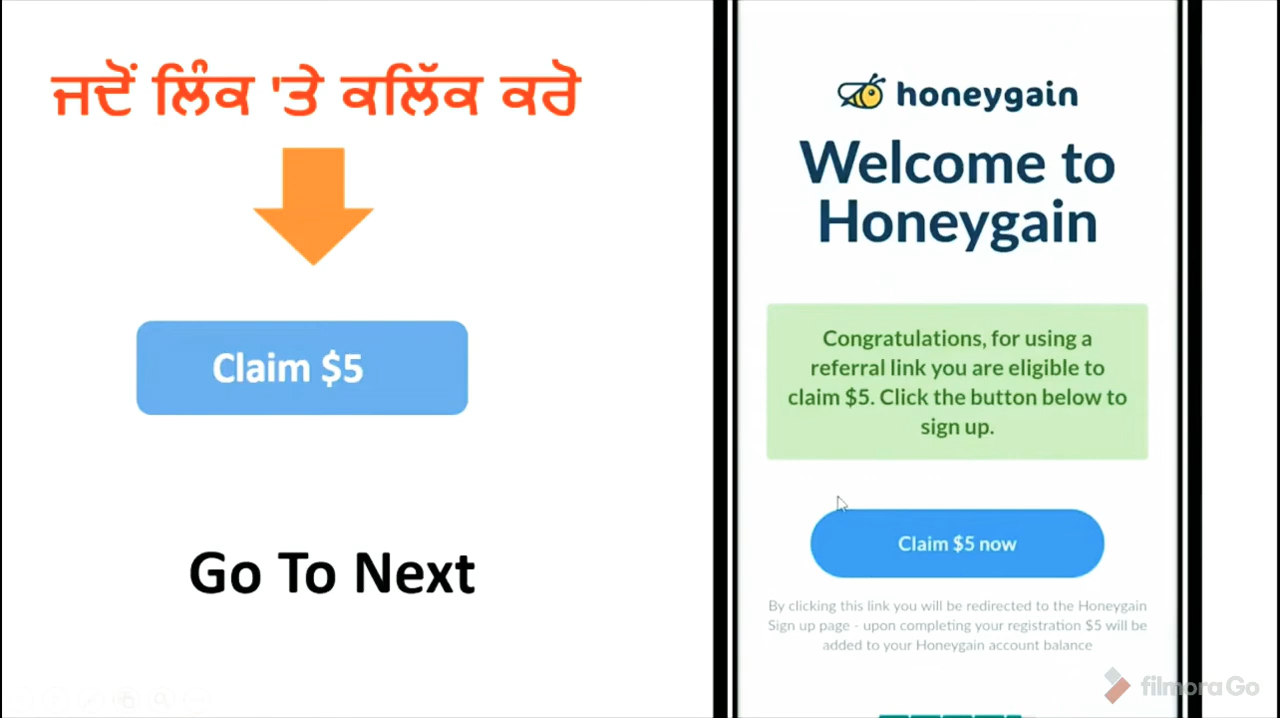 ਜਦੋਂ ਲਿੰਕ 'ਤੇ ਕਲਿੱਕ ਕਰੋ
Claim $5
Go To Next
honeygain
Welcome to
Honeygain
Congratulations, for using a
referral link you are eligible to
claim $5. Click the button below to
sign up.
Claim $5 now
By clicking this link you will be redirected to the Honeygain
Sign up page - upon completing your registration $5 will be
added to your Honeygain account balance
filmora Go